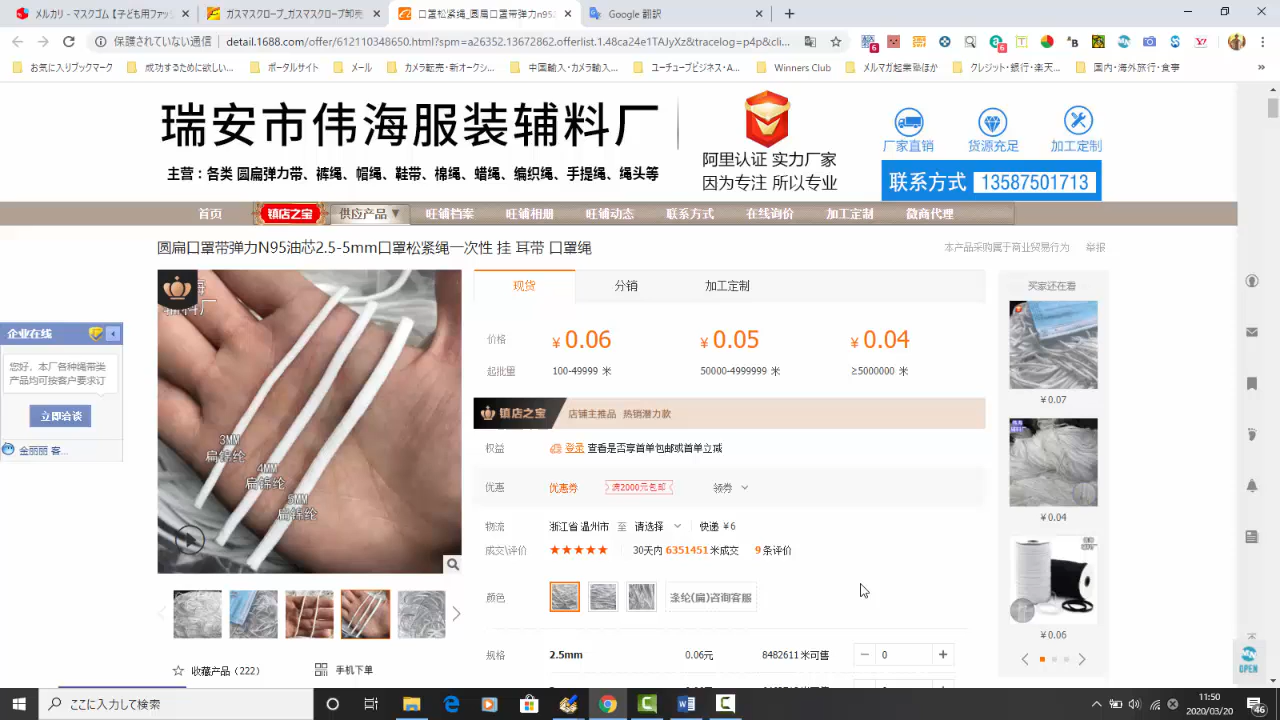 メルカリ - マスクゴム【子ども用ファッ
ガスマスクロープ_ガスマスクロープ卸売
口罩松紧绳_圆扁口罩带弹力n95
Google 翻訳
保護されていない通信
detail.1688.com/offer/612110348650.html?spm=a26352.13672862.offerlist.1.48ca24e1TAJyXz&tracelog=p4p&cli...
お気に入りブックマーク
成功するために欲しい...
ポータルサイト
メール
カメラ転売・新オークシ...
中国輸入・カメラ輸入...
ユーチューブビジネス・A...
Winners Club
メルマガ起業塾ほか
クレジット・銀行・楽天...
国内・海外旅行・食事
瑞安市伟海服装辅料厂
主营：各类 圆扁弹力带、裤绳、帽绳、鞋带、棉绳、蜡绳、编织绳、手提绳、绳头等
阿里认证 实力厂家
因为专注 所以专业
厂家直销
货源充足
加工定制
联系方式 13587501713
首页
镇店之宝
供应产品
旺铺档案
旺铺相册
旺铺动态
联系方式
在线询价
加工定制
微商代理
圆扁口罩带弹力N95油芯2.5-5mm口罩松紧绳一次性 挂 耳带 口罩绳
本产品采购属于商业贸易行为
举报
3MM
扁锦纶
4MM
扁锦纶
扁锦纶
企业在线
您好，本厂各种绳带类
产品均可按客户要求订
立即洽谈
金丽丽 客...
收藏产品（222）
手机下单
现货
分销
加工定制
价格
¥ 0.06
¥ 0.05
¥ 0.04
起批量
100-49999 米
50000-4999999 米
≥5000000 米
镇店之宝
店铺主推品 热销潜力款
权益
登录 查看是否享首单包邮或首单立减
优惠
优惠券
满2000元包邮
领券
物流
浙江省 温州市 至 请选择
快递 ¥6
成交\评价
30天内 6351451 米成交
9 条评价
颜色
圣纶(扁)咨询客服
规格
2.5mm
0.06元
8482611 米可售
0
买家还在看
¥ 0.07
¥ 0.04
¥ 0.06
OPEN
ここに入力して検索
11:50
2020/03/20
46